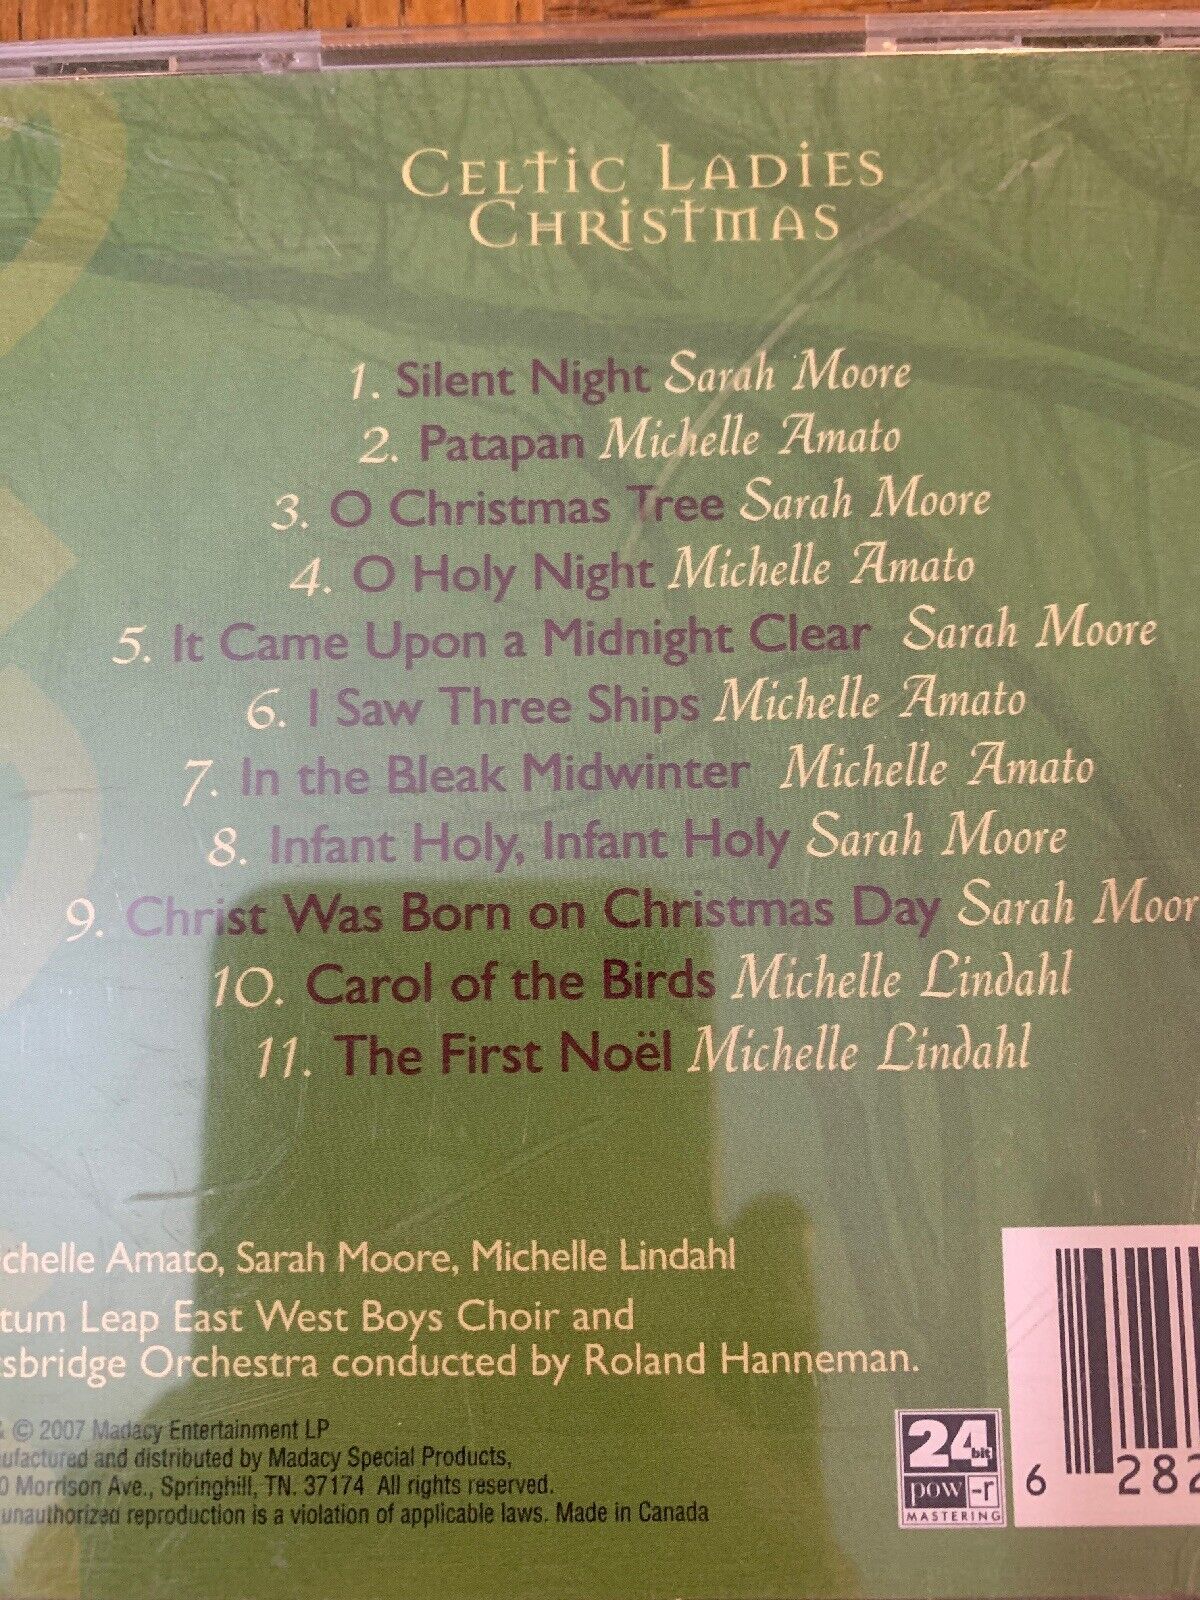 Celtic Ladies
Christmas
1. Silent Night Sarah Moore
2. Patapan Michelle Amato
3. O Christmas Tree Sarah Moore
4. O Holy Night Michelle Amato
5. It Came Upon a Midnight Clear Sarah Moore
6. I Saw Three Ships Michelle Amato
7. In the Bleak Midwinter Michelle Amato
8. Infant Holy, Infant Holy Sarah Moore
9. Christ Was Born on Christmas Day Sarah Moor
10. Carol of the Birds Michelle Lindahl
11. The First Noël Michelle Lindahl
chelle Amato, Sarah Moore, Michelle Lindahl
tum Leap East West Boys Choir and
sbridge Orchestra conducted by Roland Hanneman.
& © 2007 Madacy Entertainment LP
ufactured and distributed by Madacy Special Products,
0 Morrison Ave., Springhill, TN. 37174 All rights reserved.
unauthorized reproduction is a violation of applicable laws. Made in Canada
24 bit
pow-r
MASTERING
6 282